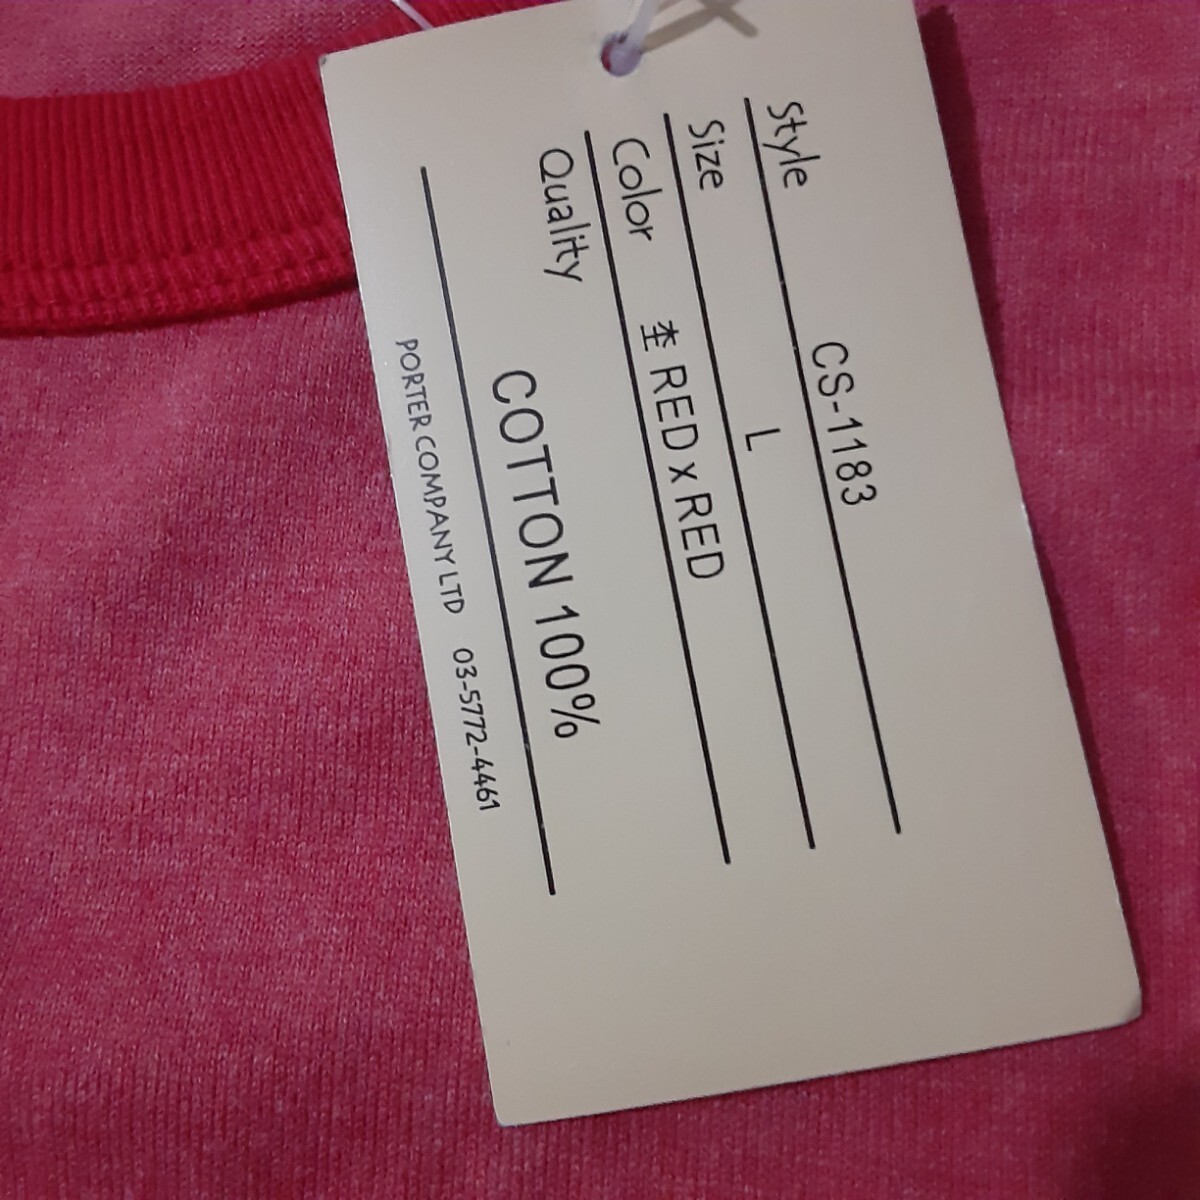 Style CS-1183
Size L
Color 杢 RED x RED
Quality
COTTON 100%
PORTER COMPANY LTD 03-5772-4461